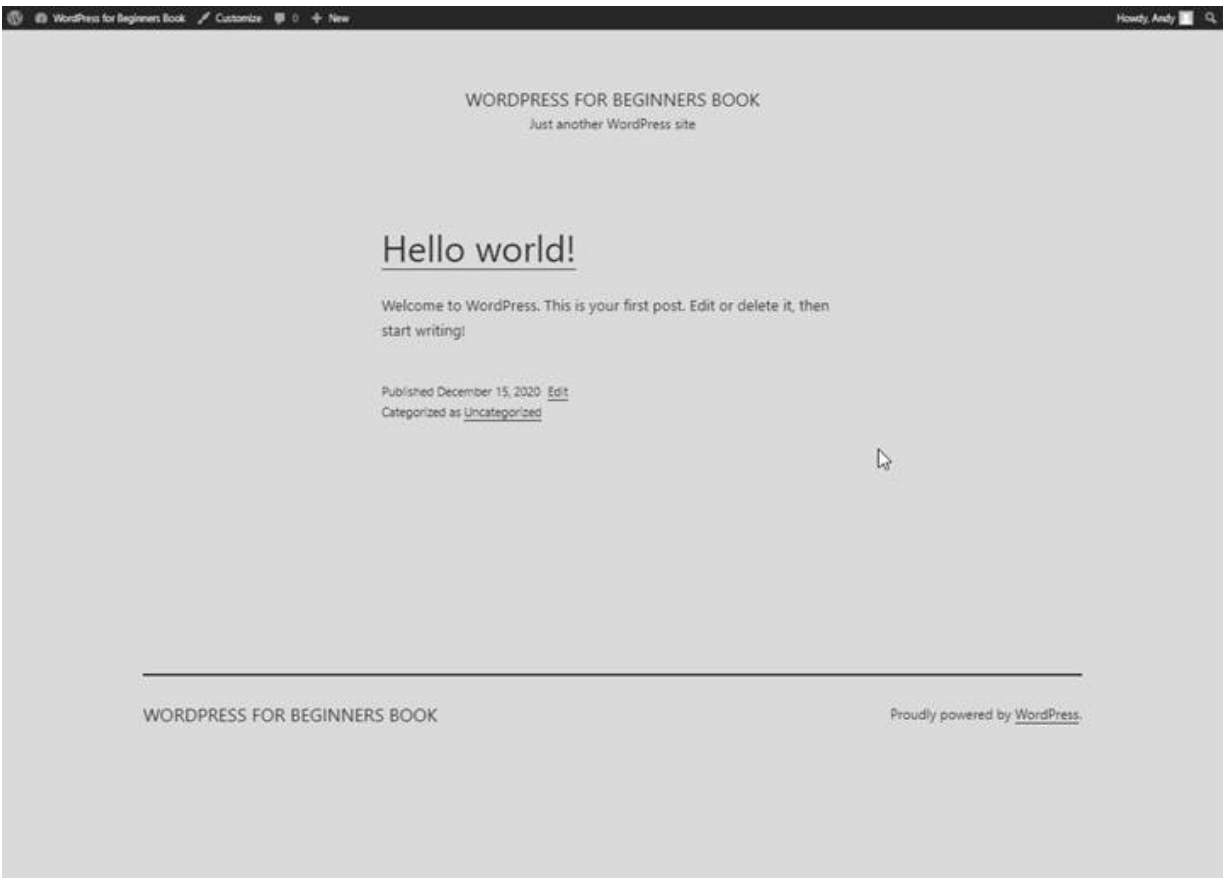 WordPress for Beginners Book Customize 0 New Howdy, Andy
WORDPRESS FOR BEGINNERS BOOK
Just another WordPress site
Hello world!
Welcome to WordPress. This is your first post. Edit or delete it, then
start writing!
Published December 15, 2020 Edit
Categorized as Uncategorized
WORDPRESS FOR BEGINNERS BOOK Proudly powered by WordPress.